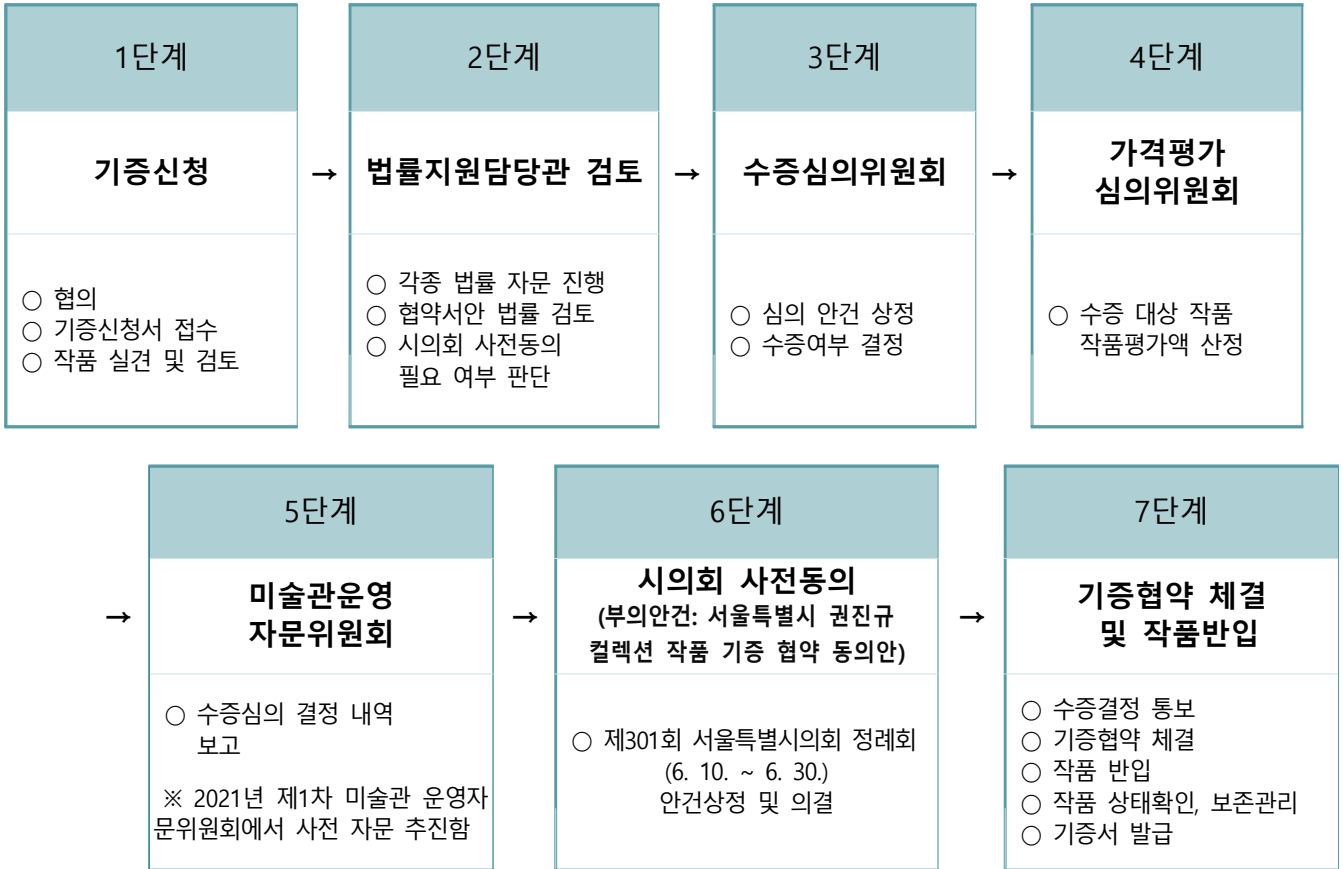 1단계
기증신청
○ 협의
○ 기증신청서 접수
○ 작품 실견 및 검토
→
2단계
법률지원담당관 검토
○ 각종 법률 자문 진행
○ 협약서안 법률 검토
○ 시의회 사전동의
필요 여부 판단
→
3단계
수증심의위원회
○ 심의 안건 상정
○ 수증여부 결정
→
4단계
가격평가
심의위원회
○ 수증 대상 작품
작품평가액 산정
→
5단계
미술관운영
자문위원회
○ 수증심의 결정 내역
보고
※ 2021년 제1차 미술관 운영자
문위원회에서 사전 자문 추진함
→
6단계
시의회 사전동의
(부의안건: 서울특별시 권진규
컬렉션 작품 기증 협약 동의안)
○ 제301회 서울특별시의회 정례회
(6. 10. ~ 6. 30.)
안건상정 및 의결
→
7단계
기증협약 체결
및 작품반입
○ 수증결정 통보
○ 기증협약 체결
○ 작품 반입
○ 작품 상태확인, 보존관리
○ 기증서 발급